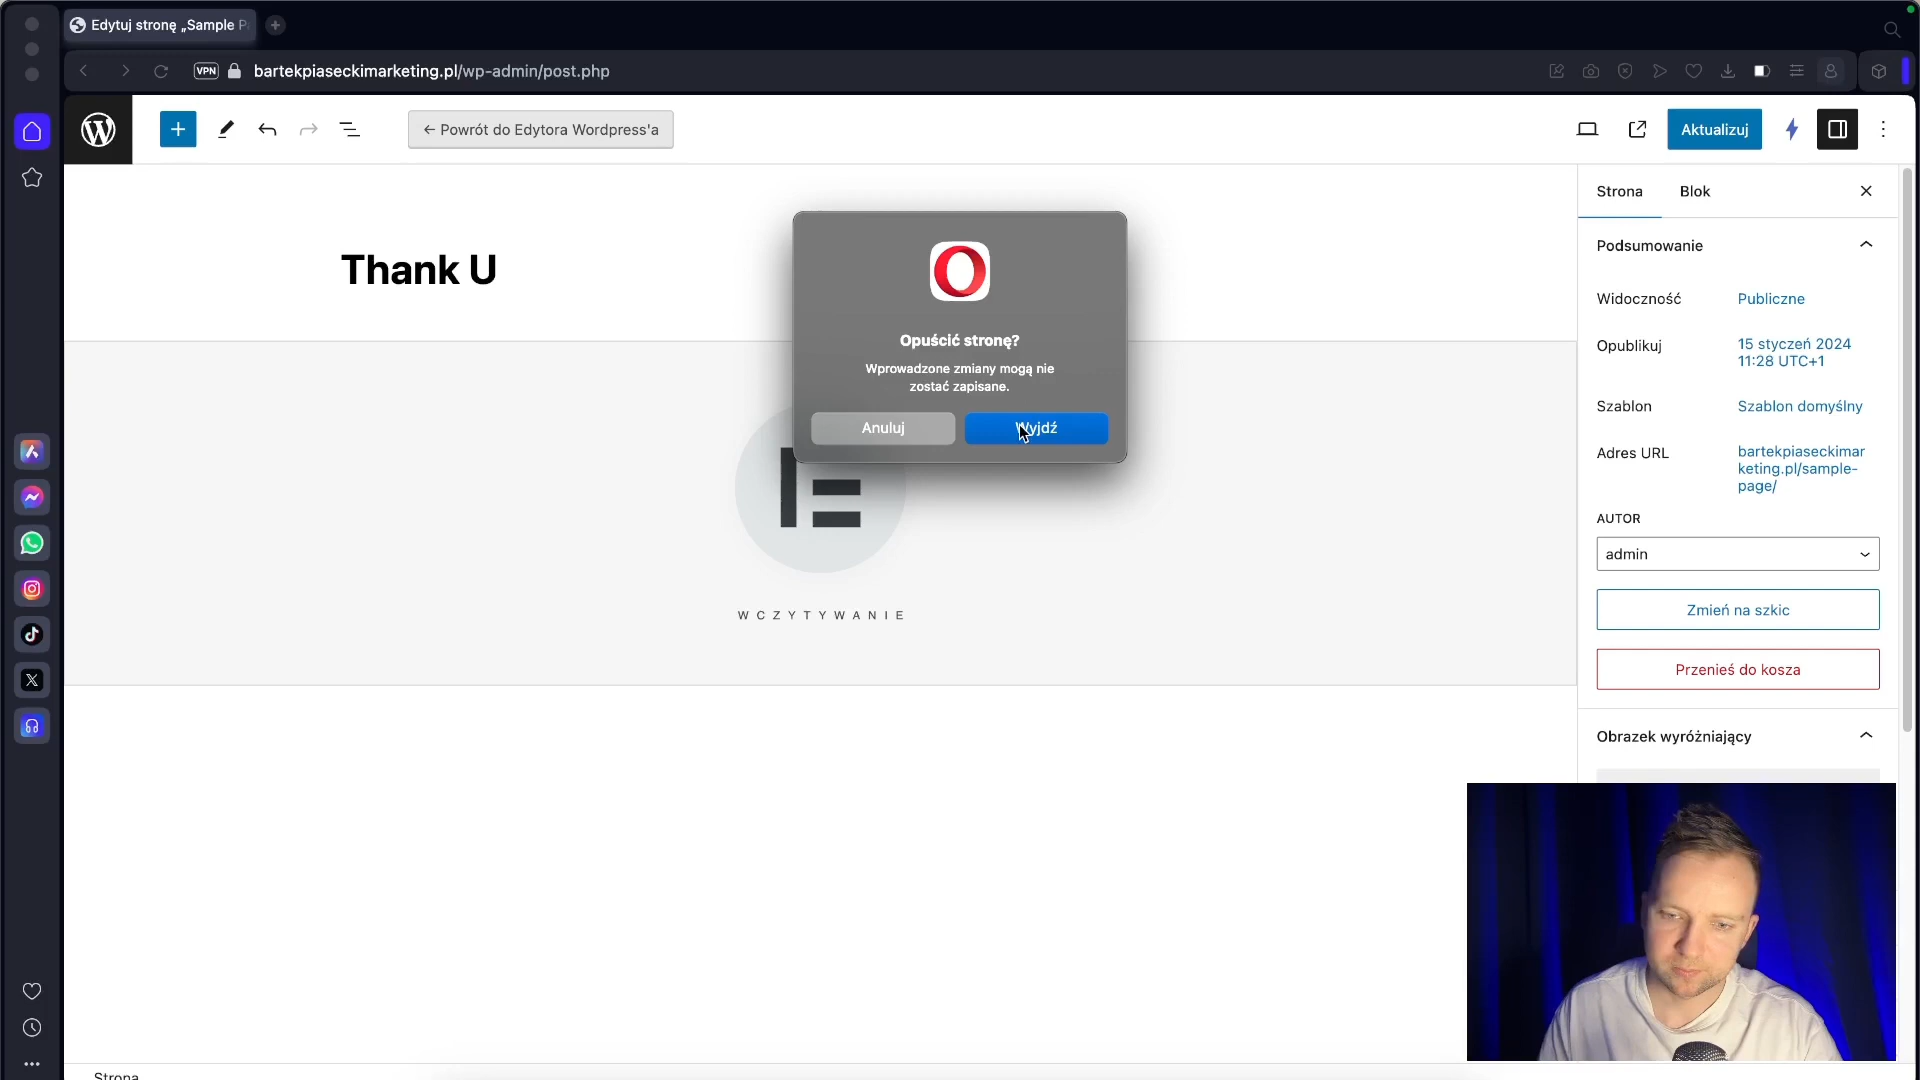 Edytuj stronę „Sample P
VPN
bartekpiaseckimarketing.pl/wp-admin/post.php
← Powrót do Edytora Wordpress'a
Aktualizuj
Thank U
Opuścić stronę?
Wprowadzone zmiany mogą nie
zostać zapisane.
Anuluj
Wyjdź
WCZYTYWANIE
Strona
Blok
Podsumowanie
Widoczność
Publiczne
Opublikuj
15 styczeń 2024
11:28 UTC+1
Szablon
Szablon domyślny
Adres URL
bartekpiaseckimar
keting.pl/sample-
page/
AUTOR
admin
Zmień na szkic
Przenieś do kosza
Obrazek wyróżniający
Strona